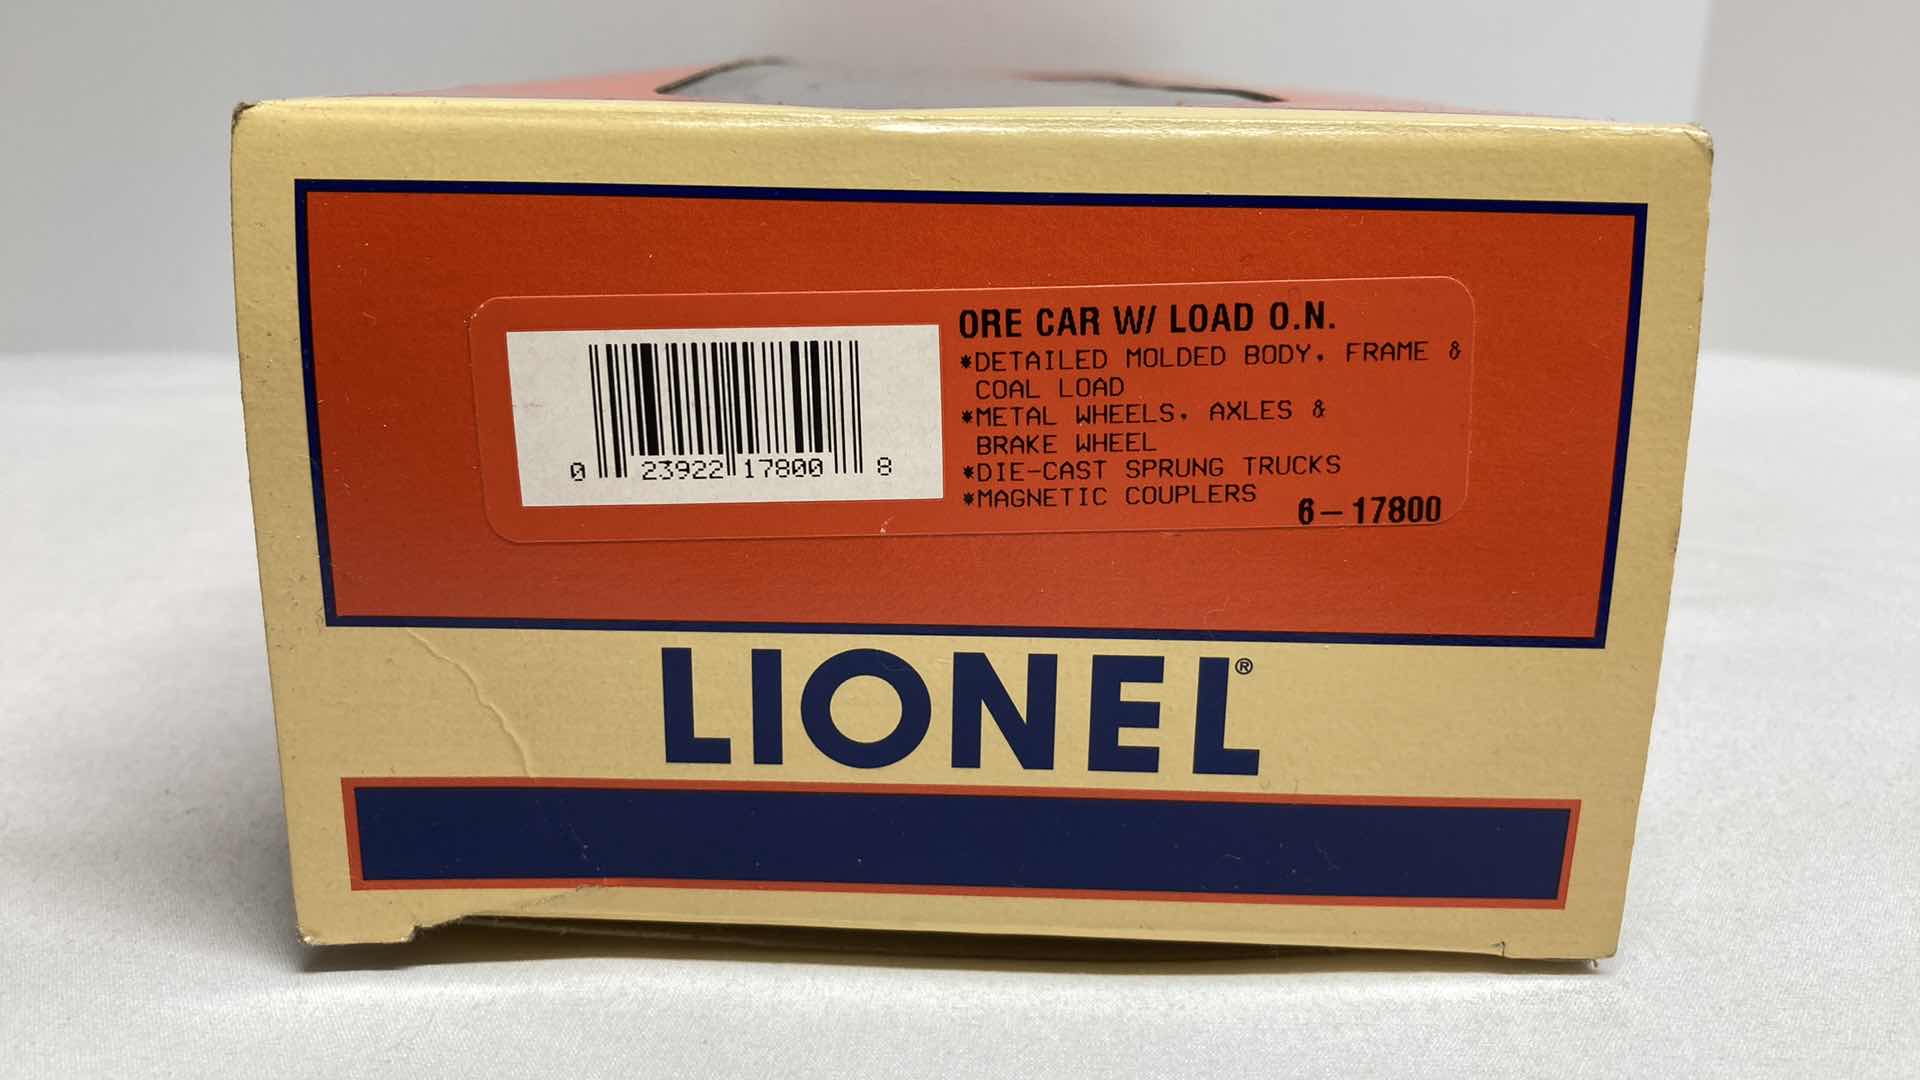 ORE CAR W/ LOAD O.N.
*DETAILED MOLDED BODY, FRAME &
COAL LOAD
*METAL WHEELS, AXLES &
BRAKE WHEEL
*DIE-CAST SPRUNG TRUCKS
*MAGNETIC COUPLERS
6-17800
0 23922 17800 8
LIONEL®